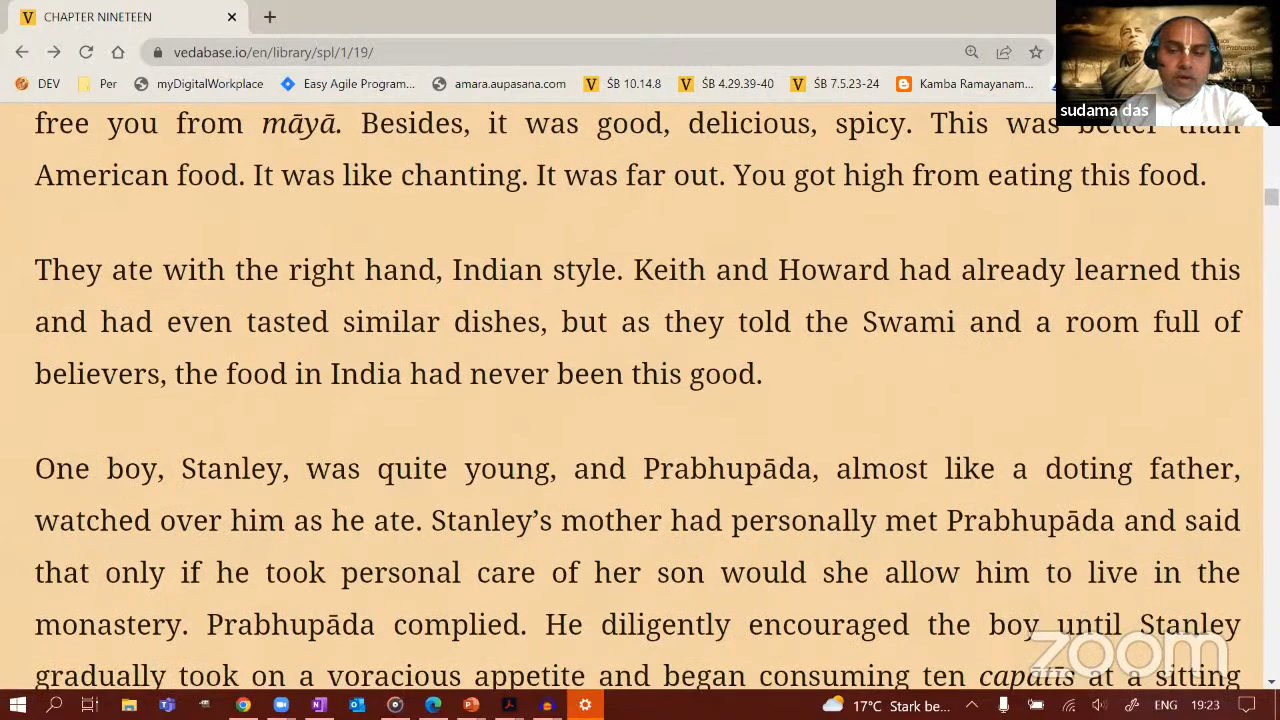 CHAPTER NINETEEN
vedabase.io/en/library/spl/1/19/
DEV Per myDigitalWorkplace Easy Agile Program... amara.aupasana.com ŚB 10.14.8 ŚB 4.29.39-40 ŚB 7.5.23-24 Kamba Ramayanam...
sudama das
free you from māyā. Besides, it was good, delicious, spicy. This was better than
American food. It was like chanting. It was far out. You got high from eating this food.
They ate with the right hand, Indian style. Keith and Howard had already learned this
and had even tasted similar dishes, but as they told the Swami and a room full of
believers, the food in India had never been this good.
One boy, Stanley, was quite young, and Prabhupāda, almost like a doting father,
watched over him as he ate. Stanley’s mother had personally met Prabhupāda and said
that only if he took personal care of her son would she allow him to live in the
monastery. Prabhupāda complied. He diligently encouraged the boy until Stanley
gradually took on a voracious appetite and began consuming ten capātīs at a sitting
zoom
17°C Stark be... ENG 19:23